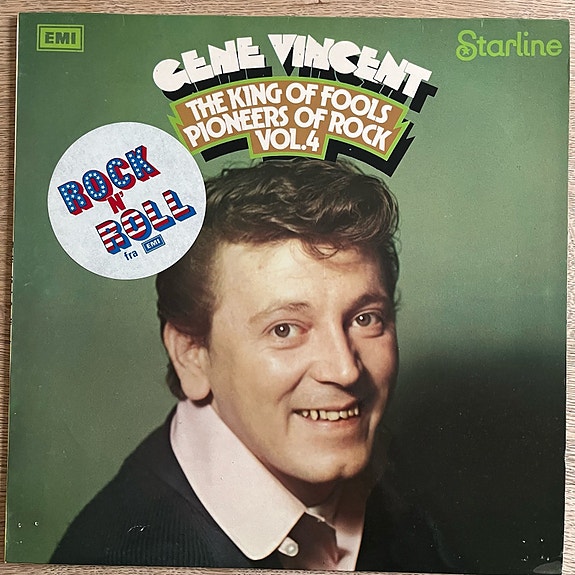 EMI
Starline
GENE VINCENT
THE KING OF FOOLS
PIONEERS OF ROCK
VOL.4
ROCK
N'
ROLL
fra EMI